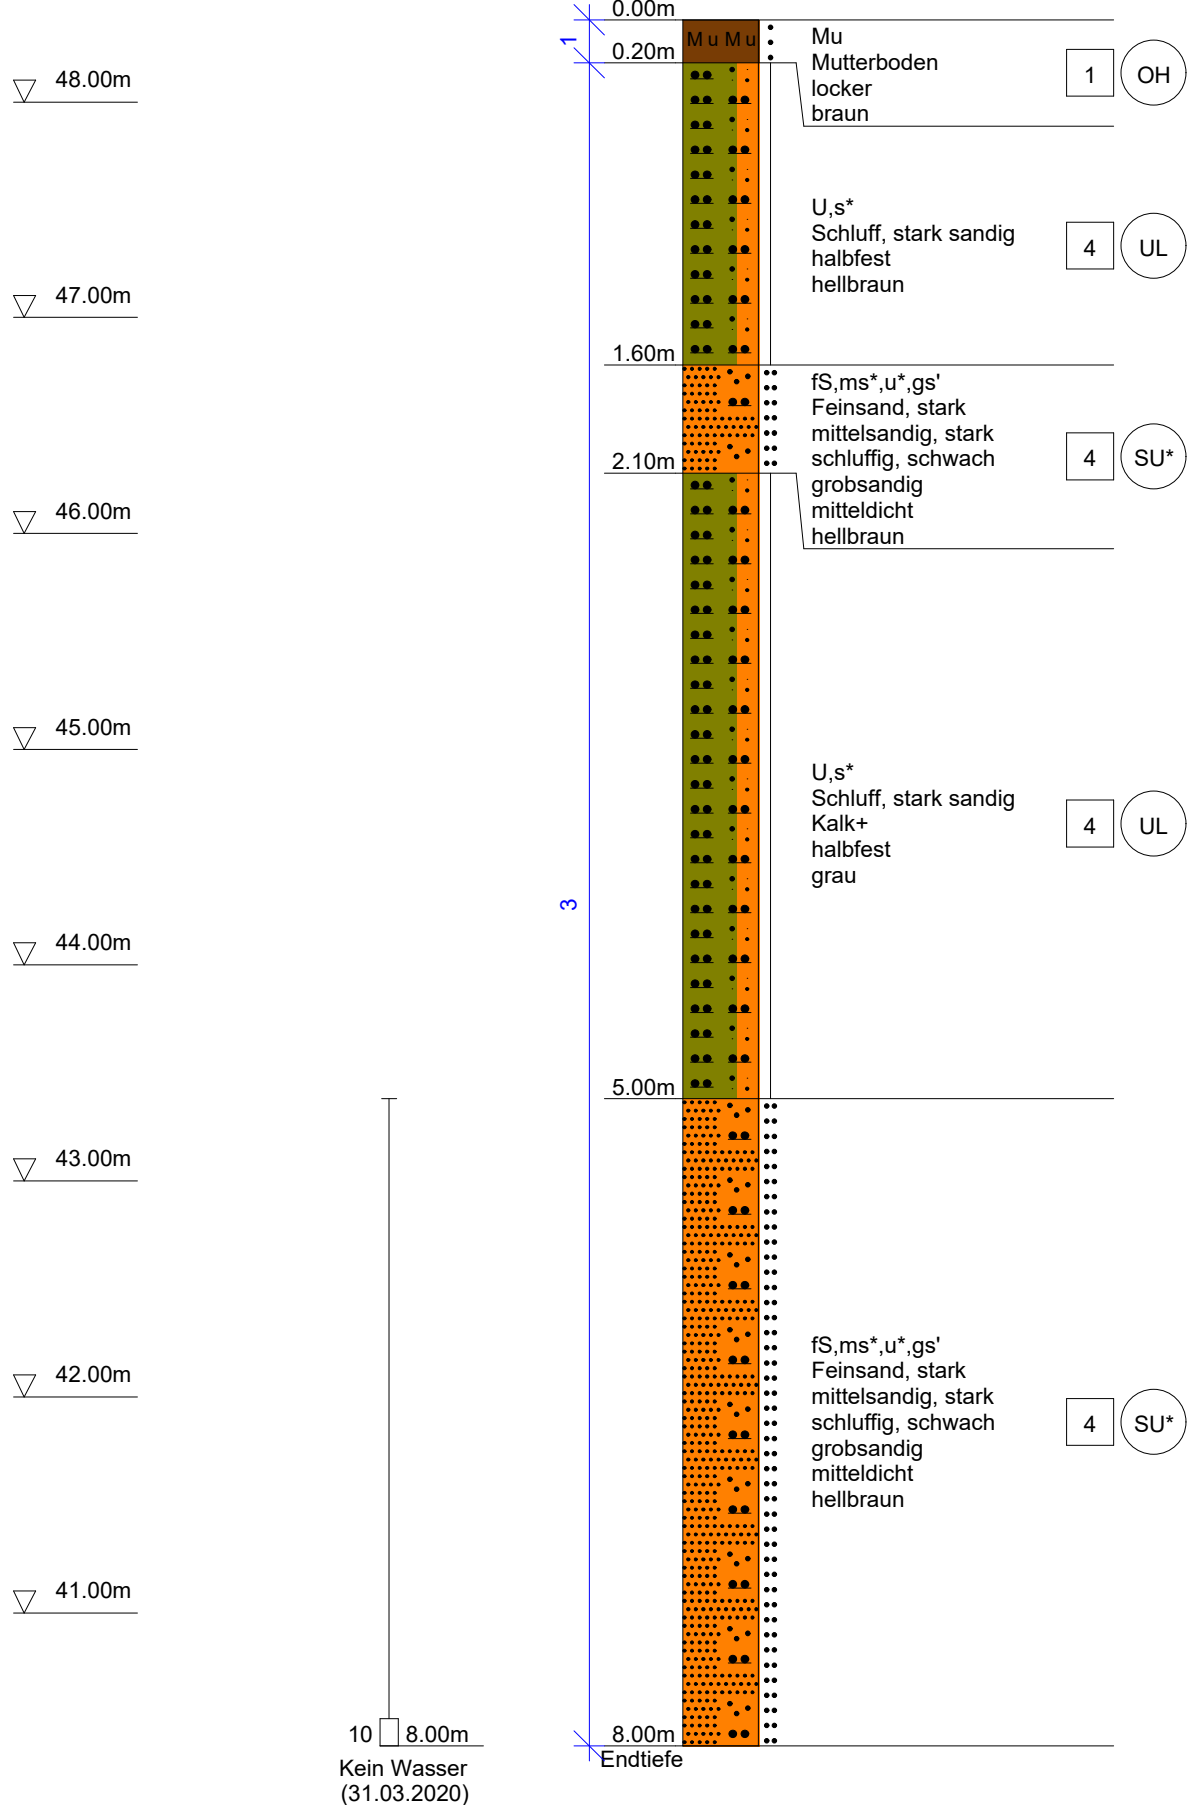 0.00m
1
Mu Mu
0.20m
Mu
Mutterboden
locker
braun
1
OH
48.00m
U,s*
Schluff, stark sandig
halbfest
hellbraun
4
UL
47.00m
1.60m
fS,ms*,u*,gs'
Feinsand, stark
mittelsandig, stark
schluffig, schwach
grobsandig
mitteldicht
hellbraun
4
SU*
2.10m
46.00m
45.00m
U,s*
Schluff, stark sandig
Kalk+
halbfest
grau
4
UL
3
44.00m
5.00m
43.00m
42.00m
fS,ms*,u*,gs'
Feinsand, stark
mittelsandig, stark
schluffig, schwach
grobsandig
mitteldicht
hellbraun
4
SU*
41.00m
10
8.00m
8.00m
Endtiefe
Kein Wasser
(31.03.2020)